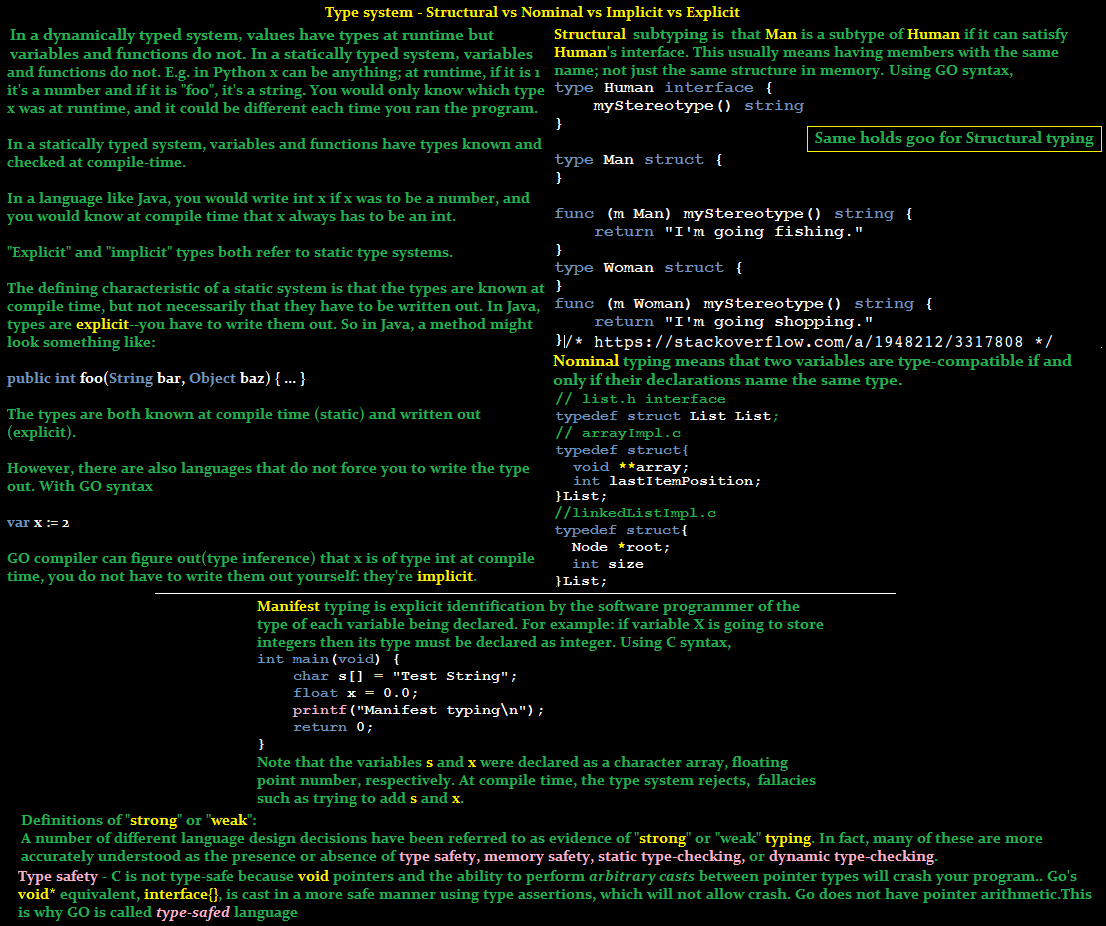 Type system - Structural vs Nominal vs Implicit vs Explicit
In a dynamically typed system, values have types at runtime but
variables and functions do not. In a statically typed system, variables
and functions do not. E.g. in Python x can be anything; at runtime, if it is 1
it's a number and if it is "foo", it's a string. You would only know which type
x was at runtime, and it could be different each time you ran the program.
In a statically typed system, variables and functions have types known and
checked at compile-time.
In a language like Java, you would write int x if x was to be a number, and
you would know at compile time that x always has to be an int.
"Explicit" and "implicit" types both refer to static type systems.
The defining characteristic of a static system is that the types are known at
compile time, but not necessarily that they have to be written out. In Java,
types are explicit--you have to write them out. So in Java, a method might
look something like:
public int foo(String bar, Object baz) { ... }
The types are both known at compile time (static) and written out
(explicit).
However, there are also languages that do not force you to write the type
out. With GO syntax
var x := 2
GO compiler can figure out(type inference) that x is of type int at compile
time, you do not have to write them out yourself: they're implicit.
Structural subtyping is that Man is a subtype of Human if it can satisfy
Human's interface. This usually means having members with the same
name; not just the same structure in memory. Using GO syntax,
type Human interface {
    myStereotype() string
}
Same holds goo for Structural typing
type Man struct {
}
func (m Man) myStereotype() string {
    return "I'm going fishing."
}
type Woman struct {
}
func (m Woman) myStereotype() string {
    return "I'm going shopping."
}/* https://stackoverflow.com/a/1948212/3317808 */
Nominal typing means that two variables are type-compatible if and
only if their declarations name the same type.
// list.h interface
typedef struct List List;
// arrayImpl.c
typedef struct{
  void **array;
  int lastItemPosition;
}List;
//linkedListImpl.c
typedef struct{
  Node *root;
  int size
}List;
Manifest typing is explicit identification by the software programmer of the
type of each variable being declared. For example: if variable X is going to store
integers then its type must be declared as integer. Using C syntax,
int main(void) {
    char s[] = "Test String";
    float x = 0.0;
    printf("Manifest typing\n");
    return 0;
}
Note that the variables s and x were declared as a character array, floating
point number, respectively. At compile time, the type system rejects, fallacies
such as trying to add s and x.
Definitions of "strong" or "weak":
A number of different language design decisions have been referred to as evidence of "strong" or "weak" typing. In fact, many of these are more
accurately understood as the presence or absence of type safety, memory safety, static type-checking, or dynamic type-checking.
Type safety - C is not type-safe because void pointers and the ability to perform arbitrary casts between pointer types will crash your program.. Go's
void* equivalent, interface{}, is cast in a more safe manner using type assertions, which will not allow crash. Go does not have pointer arithmetic.This
is why GO is called type-safed language